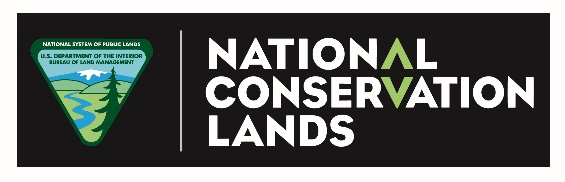 NATIONAL SYSTEM OF PUBLIC LANDS
U.S. DEPARTMENT OF THE INTERIOR
BUREAU OF LAND MANAGEMENT
NATIONAL
CONSERVATION
LANDS